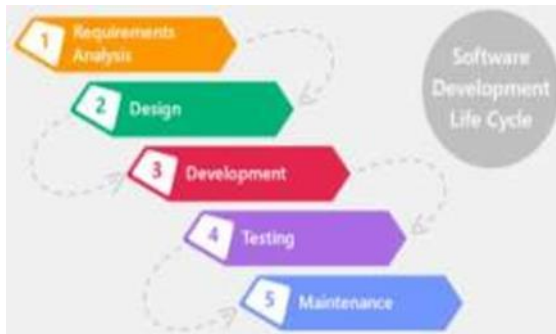 1
Requirements
Analysis
2
Design
3
Development
4
Testing
5
Maintenance
Software
Development
Life Cycle